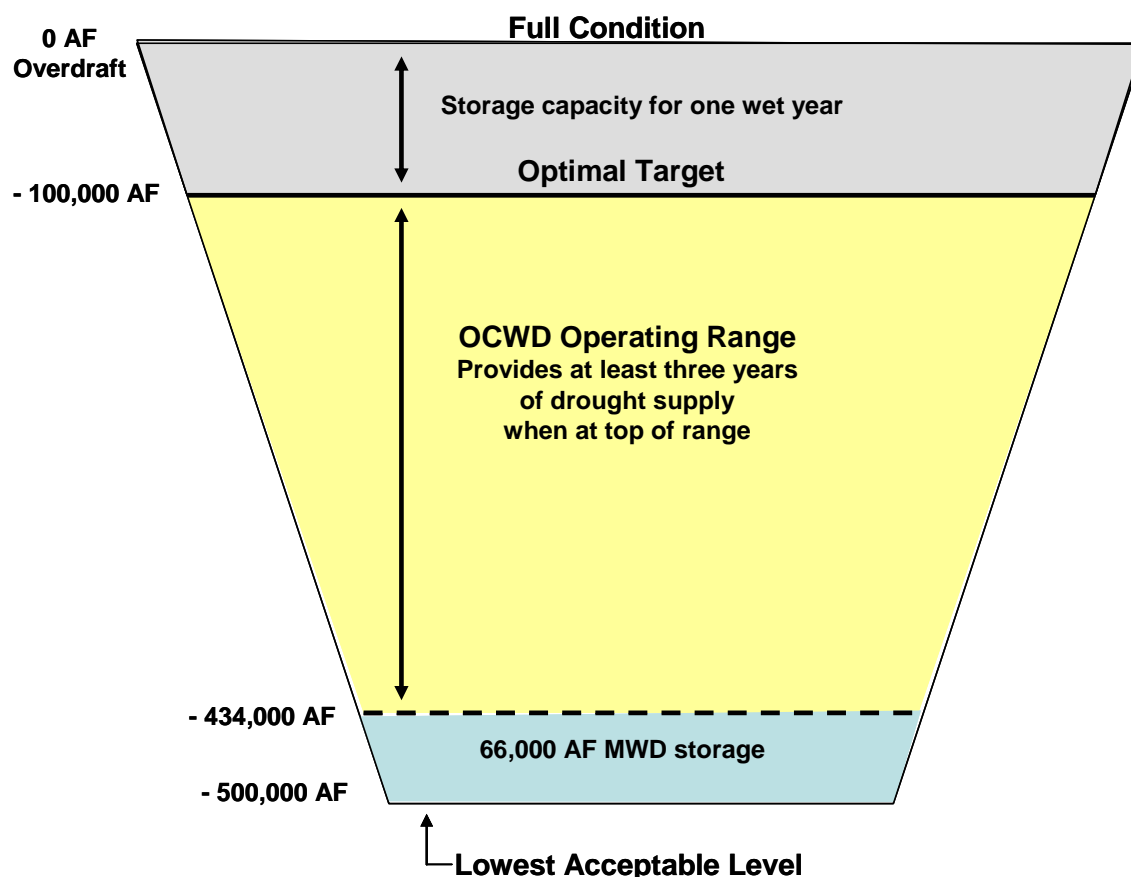 Full Condition
0 AF
Overdraft
Storage capacity for one wet year
Optimal Target
- 100,000 AF
OCWD Operating Range
Provides at least three years
of drought supply
when at top of range
- 434,000 AF
66,000 AF MWD storage
- 500,000 AF
Lowest Acceptable Level